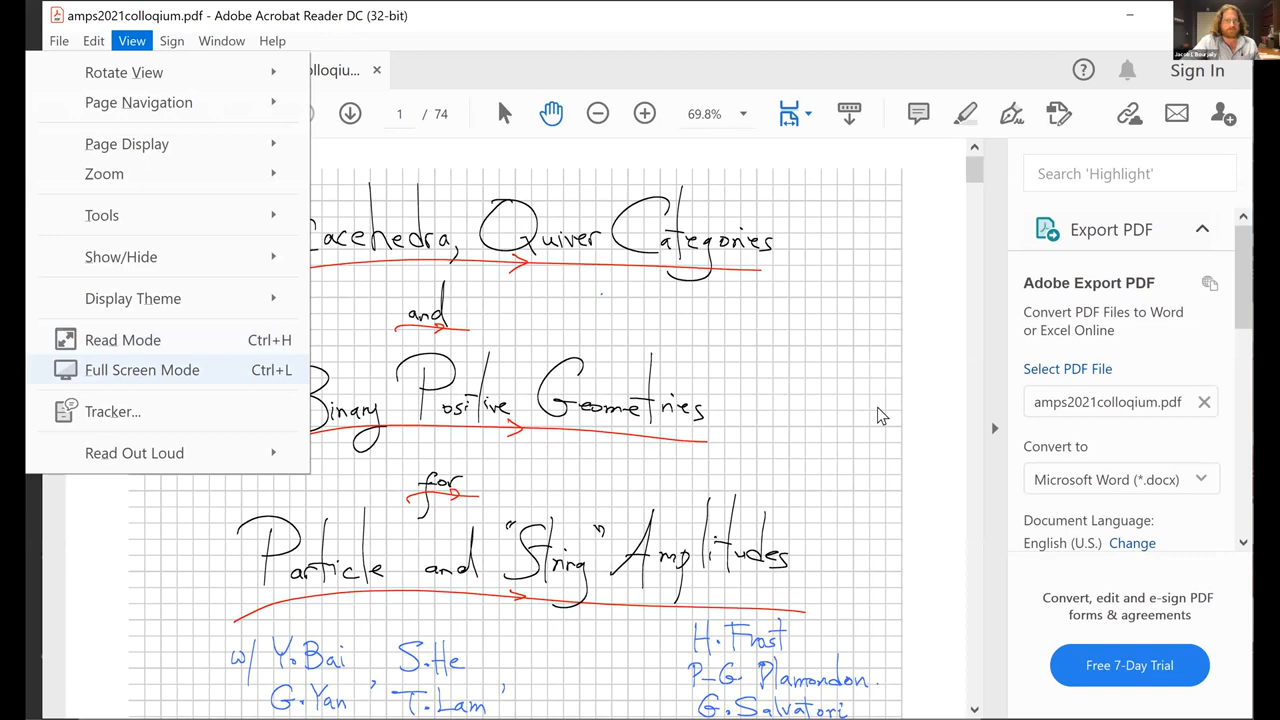 amps2021colloqium.pdf - Adobe Acrobat Reader DC (32-bit)
File Edit View Sign Window Help
lloqiu... ×
Sign In
1 / 74
69.8%
Rotate View
Page Navigation
Page Display
Zoom
Tools
Show/Hide
Display Theme
Read Mode Ctrl+H
Full Screen Mode Ctrl+L
Tracker...
Read Out Loud
cachedra, Quiver Categories
and
Binary Positive Geometries
for
Particle and "String" Amplitudes
w/ Y. Bai, S. He
G. Yan, T. Lam,
H. Frost
P-G. Plamondon.
G. Salvatori
Search 'Highlight'
Export PDF
Adobe Export PDF
Convert PDF Files to Word
or Excel Online
Select PDF File
amps2021colloqium.pdf
Convert to
Microsoft Word (*.docx)
Document Language:
English (U.S.) Change
Convert, edit and e-sign PDF
forms & agreements
Free 7-Day Trial